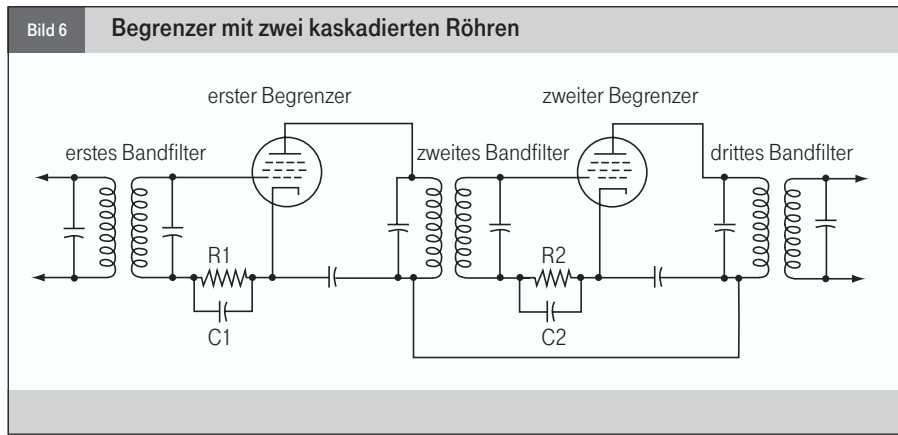 Bild 6 Begrenzer mit zwei kaskadierten Röhren
erster Begrenzer zweiter Begrenzer
erstes Bandfilter zweites Bandfilter drittes Bandfilter
R1 R2
C1 C2